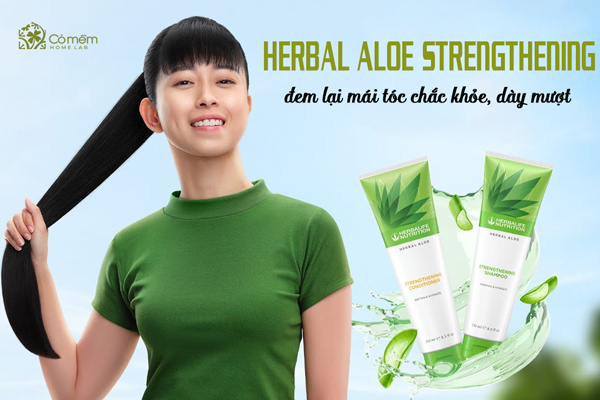 Cỏ mềm
HOME LAB
HERBAL ALOE STRENGTHENING
đem lại mái tóc chắc khỏe, dày mượt
HERBALIFE
NUTRITION
HERBAL ALOE
STRENGTHENING
CONDITIONER
HERBALIFE
NUTRITION
HERBAL ALOE
STRENGTHENING
SHAMPOO